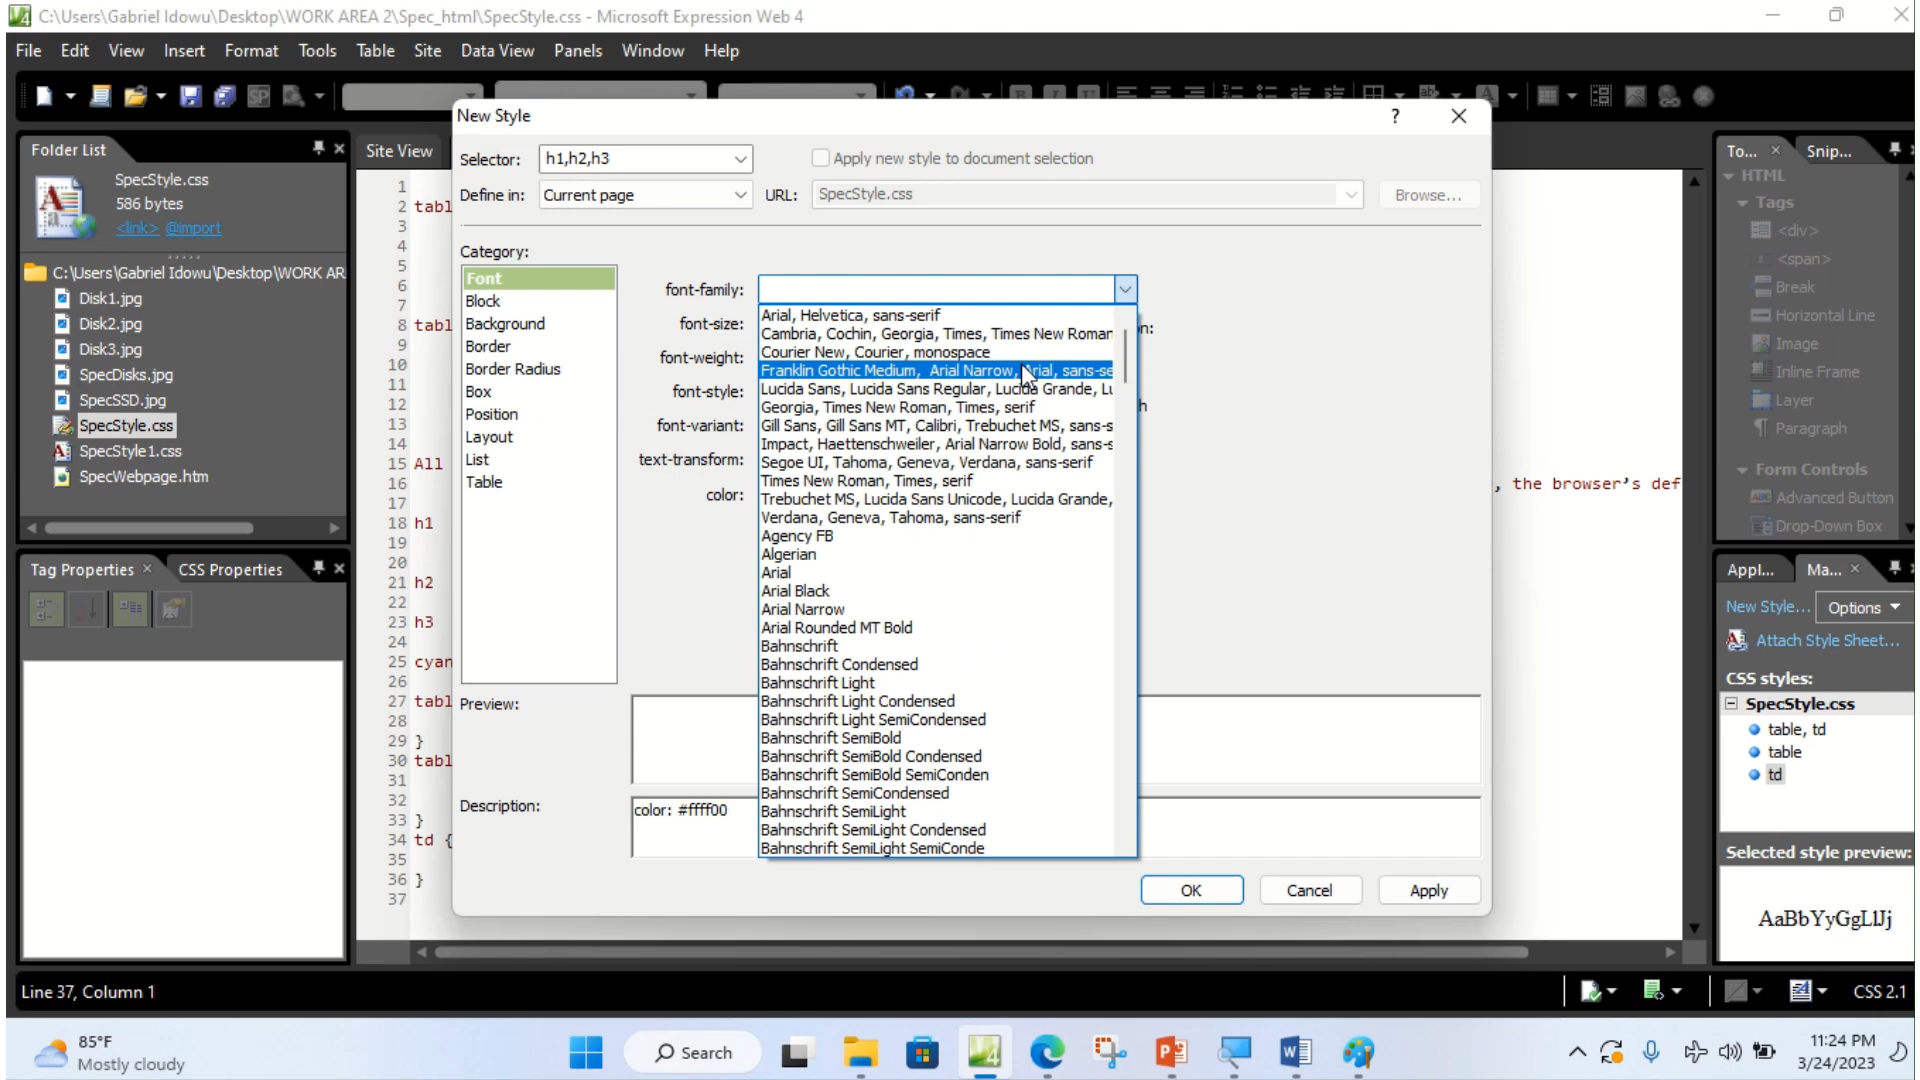 C:\Users\Gabriel Idowu\Desktop\WORK AREA 2\Spec_html\SpecStyle.css - Microsoft Expression Web 4
File Edit View Insert Format Tools Table Site Data View Panels Window Help
New Style
Selector: h1,h2,h3
Apply new style to document selection
Define in: Current page
URL: SpecStyle.css
Browse...
Category:
Font
Block
Background
Border
Border Radius
Box
Position
Layout
List
Table
font-family:
font-size:
font-weight:
font-style:
font-variant:
text-transform:
color:
Arial, Helvetica, sans-serif
Cambria, Cochin, Georgia, Times, Times New Roman
Courier New, Courier, monospace
Franklin Gothic Medium, Arial Narrow, Arial, sans-se
Lucida Sans, Lucida Sans Regular, Lucida Grande, Lu
Georgia, Times New Roman, Times, serif
Gill Sans, Gill Sans MT, Calibri, Trebuchet MS, sans-s
Impact, Haettenschweiler, Arial Narrow Bold, sans-s
Segoe UI, Tahoma, Geneva, Verdana, sans-serif
Times New Roman, Times, serif
Trebuchet MS, Lucida Sans Unicode, Lucida Grande,
Verdana, Geneva, Tahoma, sans-serif
Agency FB
Algerian
Arial
Arial Black
Arial Narrow
Arial Rounded MT Bold
Bahnschrift
Bahnschrift Condensed
Bahnschrift Light
Bahnschrift Light Condensed
Bahnschrift Light SemiCondensed
Bahnschrift SemiBold
Bahnschrift SemiBold Condensed
Bahnschrift SemiBold SemiConden
Bahnschrift SemiCondensed
Bahnschrift SemiLight
Bahnschrift SemiLight Condensed
Bahnschrift SemiLight SemiConde
n:
h
Preview:
Description:
color: #ffff00
OK Cancel Apply
Folder List
SpecStyle.css
586 bytes
<link> @import
C:\Users\Gabriel Idowu\Desktop\WORK AR
Disk1.jpg
Disk2.jpg
Disk3.jpg
SpecDisks.jpg
SpecSSD.jpg
SpecStyle.css
SpecStyle1.css
SpecWebpage.htm
Tag Properties CSS Properties
Site View
1
2 tabl
3
4
5
6
7
8 tabl
9
10
11
12
13
14
15 All , the browser's def
16
17
18 h1
19
20
21 h2
22
23 h3
24
25 cyan
26
27 tabl
28
29 }
30 tabl
31
32
33 }
34 td {
35
36 }
37
To... Snip...
HTML
Tags
<div>
<span>
Break
Horizontal Line
Image
Inline Frame
Layer
Paragraph
Form Controls
Advanced Button
Drop-Down Box
Appl... Ma...
New Style... Options
Attach Style Sheet...
CSS styles:
SpecStyle.css
table, td
table
td
Selected style preview:
AaBbYyGgLlJj
Line 37, Column 1
CSS 2.1
85°F
Mostly cloudy
Search
11:24 PM
3/24/2023